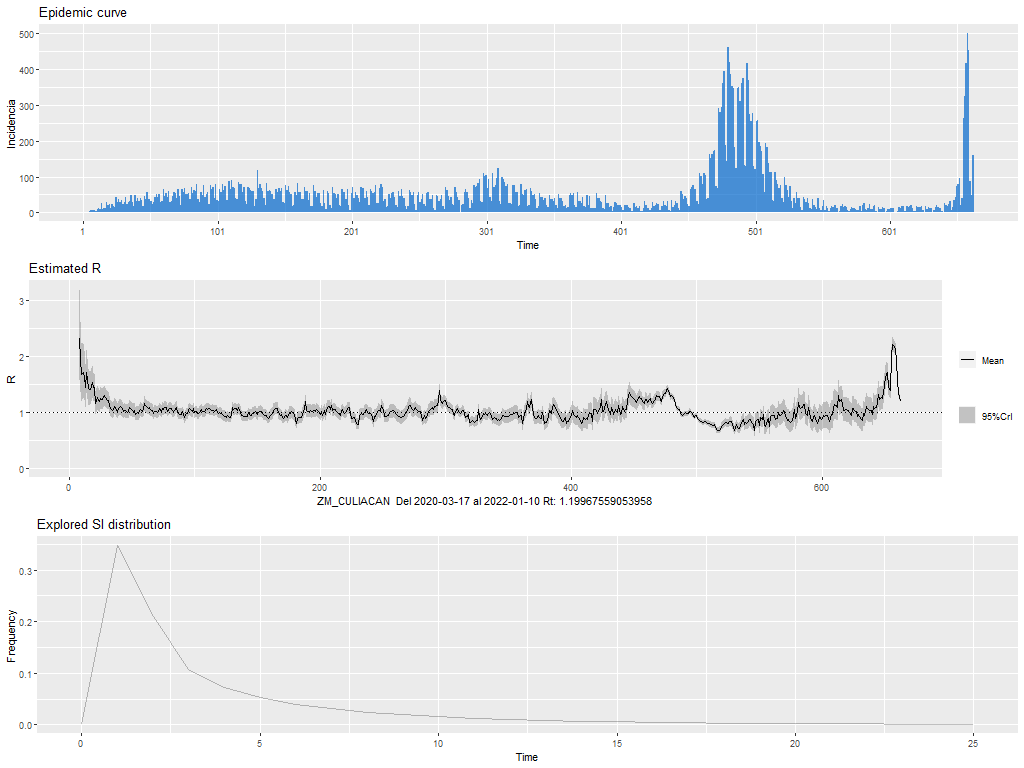 Epidemic curve
500
400
300
200
100
0
Incidencia
1
101
201
301
401
501
601
Time
Estimated R
3
2
1
0
R
Mean
95%CrI
0
200
400
600
ZM_CULIACAN Del 2020-03-17 al 2022-01-10 Rt: 1.19967559053958
Explored SI distribution
0.3
0.2
0.1
0.0
Frequency
0
5
10
15
20
25
Time